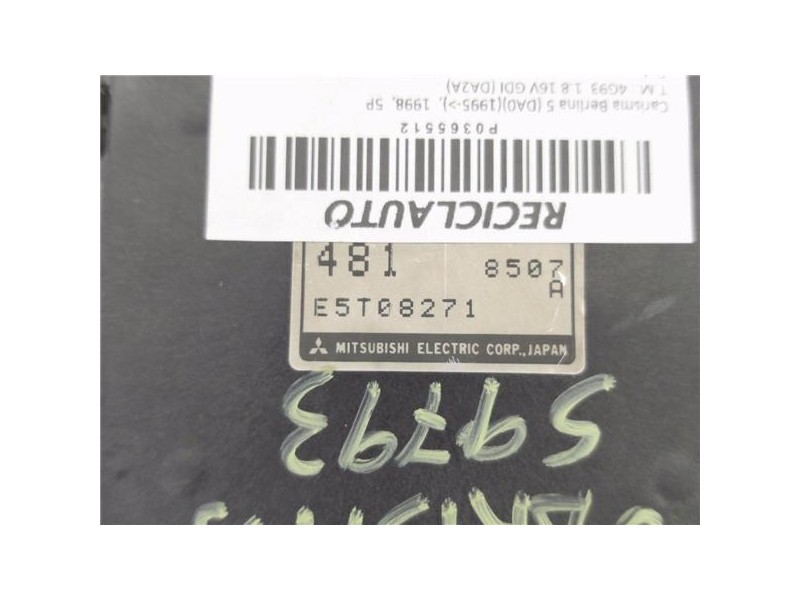 T.M.: 4G93 1.8 16V GDI (DA2A)
Carisma Berlina 5 (DA0)(1995->), 1998, 5P
P0365512
RECICLAUTO
481 8507
A
E5T08271
MITSUBISHI ELECTRIC CORP., JAPAN
59793